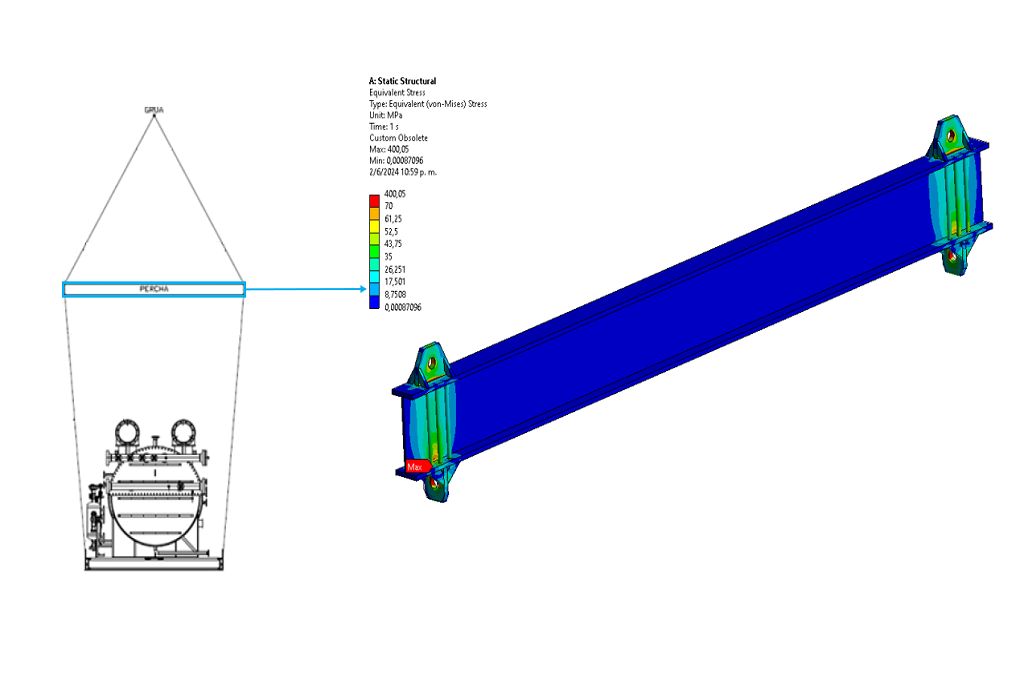 GRUA
PERCHA
A: Static Structural
Equivalent Stress
Type: Equivalent (von-Mises) Stress
Unit: MPa
Time: 1 s
Custom Obsolete
Max: 400,05
Min: 0,00087096
2/6/2024 10:59 p. m.
400,05
70
61,25
52,5
43,75
35
26,251
17,501
8,7508
0,00087096
Max